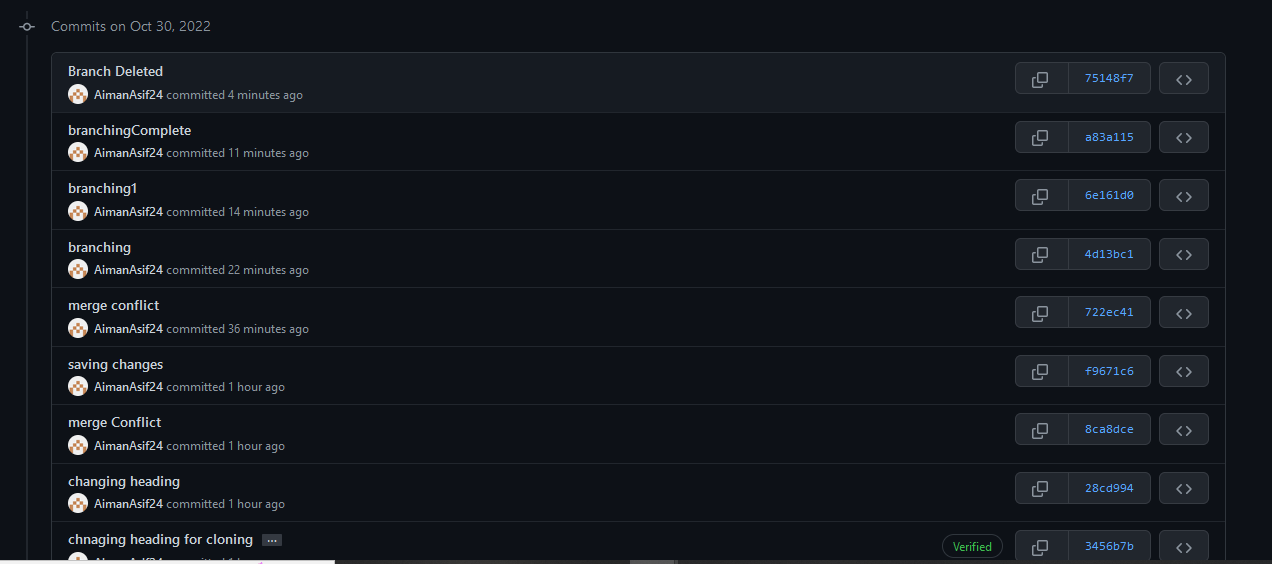 Commits on Oct 30, 2022
Branch Deleted
AimanAsif24 committed 4 minutes ago
75148f7
branchingComplete
AimanAsif24 committed 11 minutes ago
a83a115
branching1
AimanAsif24 committed 14 minutes ago
6e161d0
branching
AimanAsif24 committed 22 minutes ago
4d13bc1
merge conflict
AimanAsif24 committed 36 minutes ago
722ec41
saving changes
AimanAsif24 committed 1 hour ago
f9671c6
merge Conflict
AimanAsif24 committed 1 hour ago
8ca8dce
changing heading
AimanAsif24 committed 1 hour ago
28cd994
chnaging heading for cloning ...
Verified
3456b7b